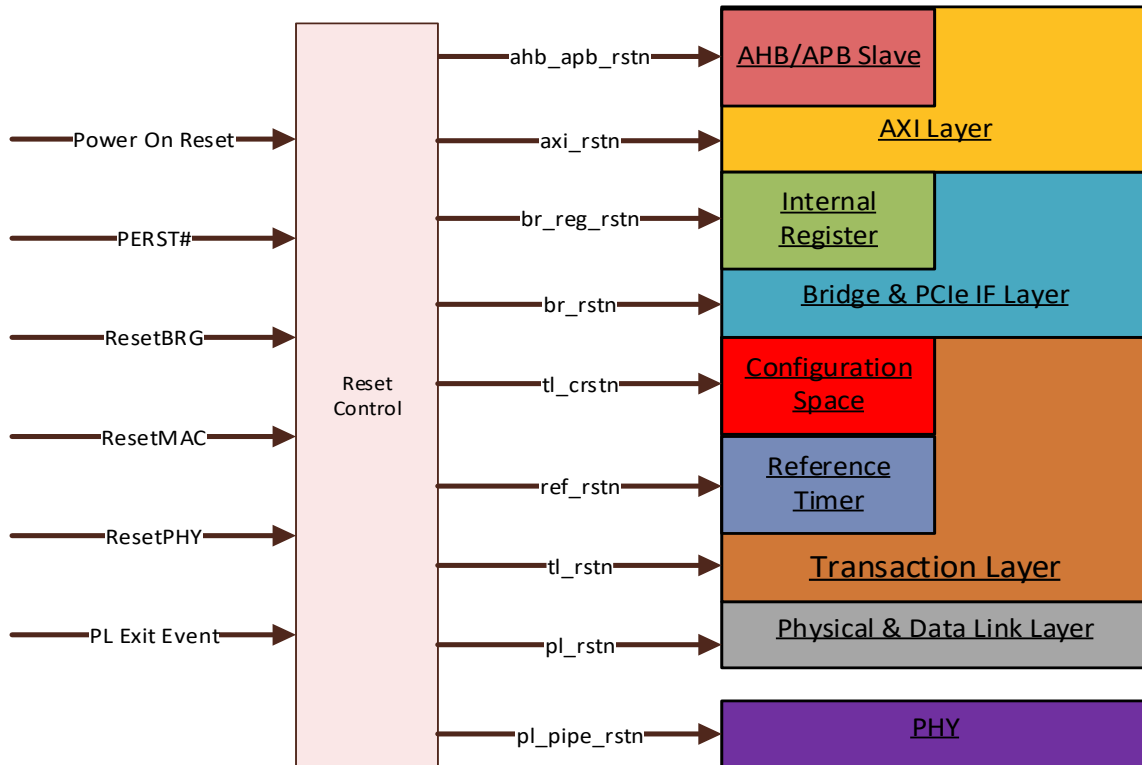 Power On Reset
PERST#
ResetBRG
ResetMAC
ResetPHY
PL Exit Event
Reset
Control
ahb_apb_rstn
axi_rstn
br_reg_rstn
br_rstn
tl_crstn
ref_rstn
tl_rstn
pl_rstn
pl_pipe_rstn
AHB/APB Slave
AXI Layer
Internal
Register
Bridge & PCIe IF Layer
Configuration
Space
Reference
Timer
Transaction Layer
Physical & Data Link Layer
PHY